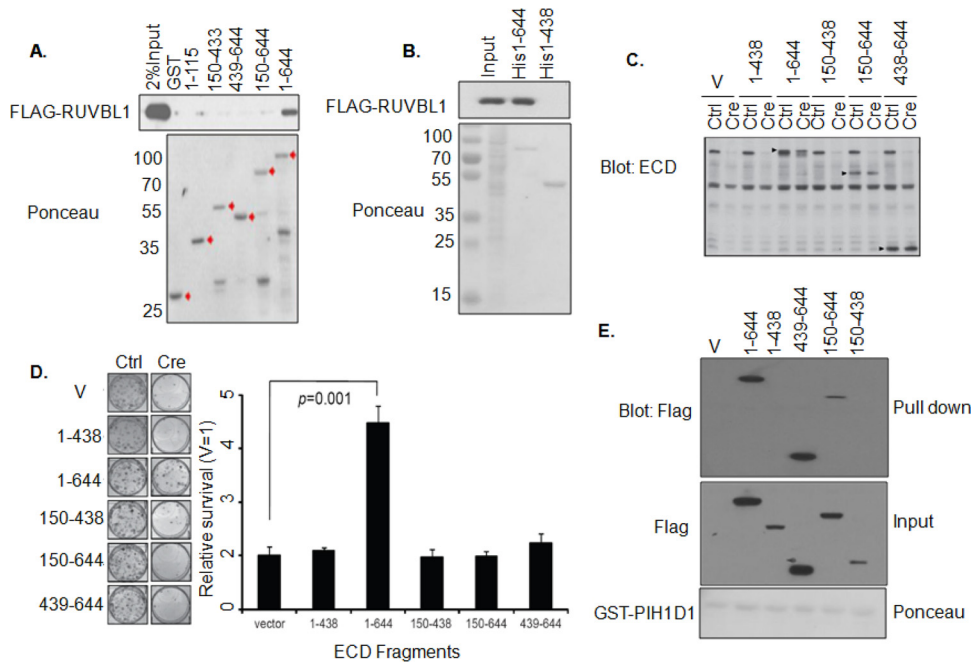 A.
2%Input
GST
1-115
150-433
439-644
150-644
1-644
FLAG-RUVBL1
100
70
55
35
25
Ponceau
B.
Input
His1-644
His1-438
FLAG-RUVBL1
100
70
55
35
25
15
Ponceau
C.
V
1-438
1-644
150-438
150-644
438-644
Ctrl Cre Ctrl Cre Ctrl Cre Ctrl Cre Ctrl Cre Ctrl Cre
Blot: ECD
D.
Ctrl Cre
V
1-438
1-644
150-438
150-644
439-644
Relative survival (V=1)
5
4
2
2
0
p=0.001
vector 1-438 1-644 150-438 150-644 439-644
ECD Fragments
E.
V
1-644
1-438
439-644
150-644
150-438
Blot: Flag
Pull down
Flag
Input
GST-PIH1D1
Ponceau